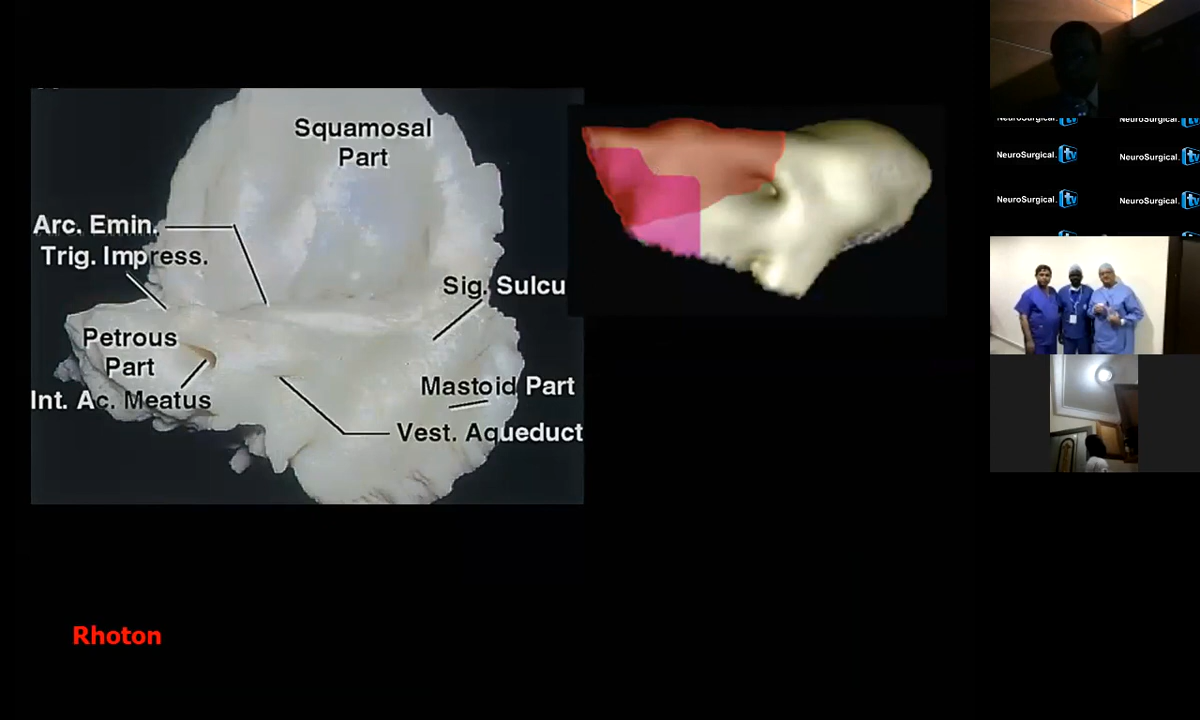 Squamosal
Part
Arc. Emin.
Trig. Impress.
Sig. Sulcu
Petrous
Part
Mastoid Part
Int. Ac. Meatus
Vest. Aqueduct
Rhoton
NeuroSurgical.tv NeuroSurgical.tv
NeuroSurgical.tv NeuroSurgical.tv
NeuroSurgical.tv NeuroSurgical.tv